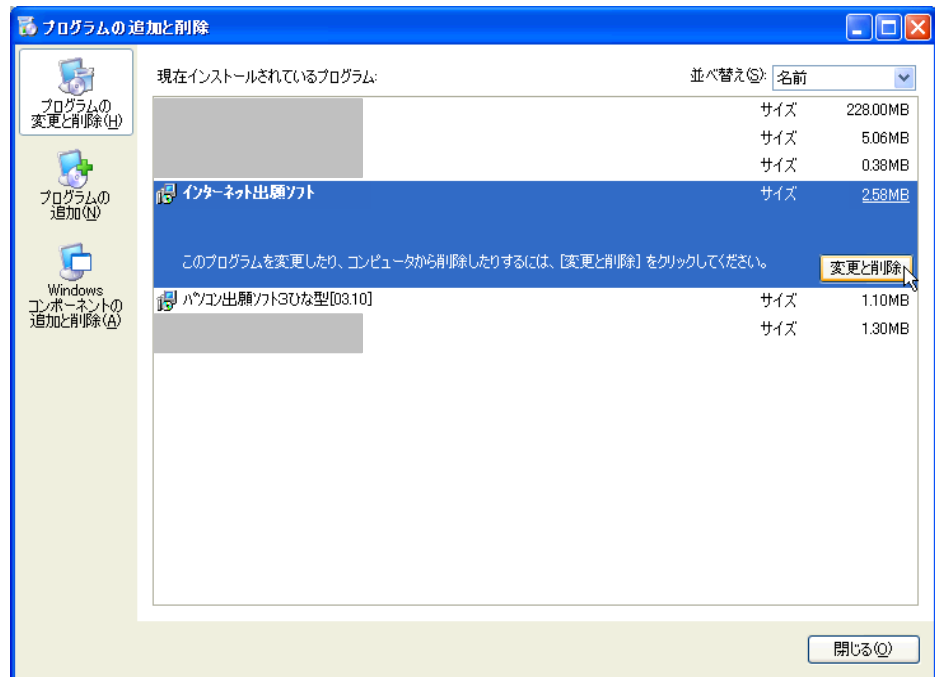 プログラムの追加と削除
プログラムの
変更と削除(H)
プログラムの
追加(N)
Windows
コンポーネントの
追加と削除(A)
現在インストールされているプログラム:
並べ替え(S): 名前
サイズ 228.00MB
サイズ 5.06MB
サイズ 0.38MB
インターネット出願ソフト サイズ 2.58MB
このプログラムを変更したり、コンピュータから削除したりするには、[変更と削除] をクリックしてください。
変更と削除
パソコン出願ソフト3ひな型[03.10] サイズ 1.10MB
サイズ 1.30MB
閉じる(O)